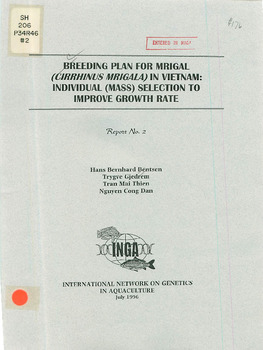 SH
206
P34R46
#2
ENTERED IN NAGA
BREEDING PLAN FOR MRIGAL
(CIRRHINUS MRIGALA) IN VIETNAM:
INDIVIDUAL (MASS) SELECTION TO
IMPROVE GROWTH RATE
Report No. 2
Hans Bernhard Bentsen
Trygve Gjedrem
Tran Mai Thien
Nguyen Cong Dan
INGA
INTERNATIONAL NETWORK ON GENETICS
IN AQUACULTURE
July 1996